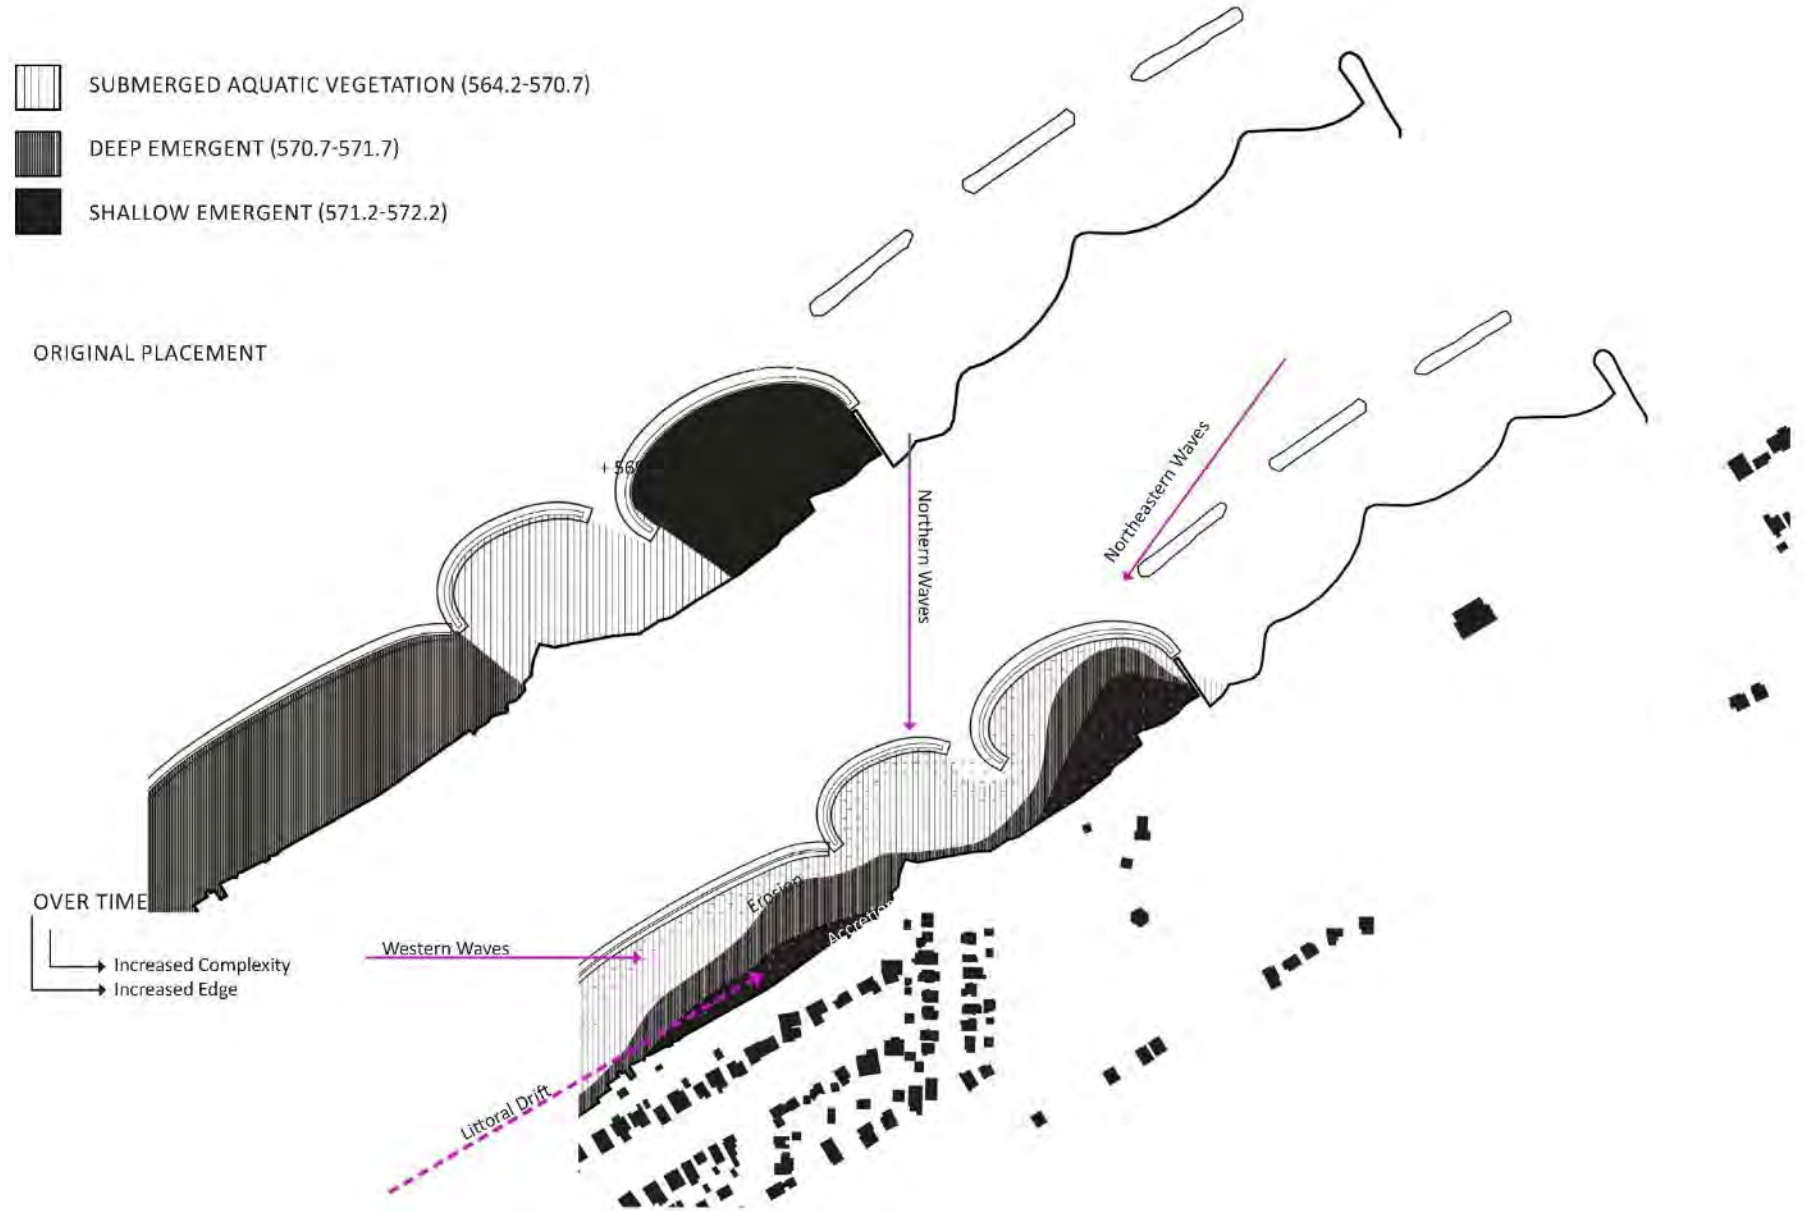 SUBMERGED AQUATIC VEGETATION (564.2-570.7)
DEEP EMERGENT (570.7-571.7)
SHALLOW EMERGENT (571.2-572.2)
ORIGINAL PLACEMENT
Northeastern Waves
Northern Waves
OVER TIME
Erosion
Western Waves
Increased Complexity
Increased Edge
Littoral Drift